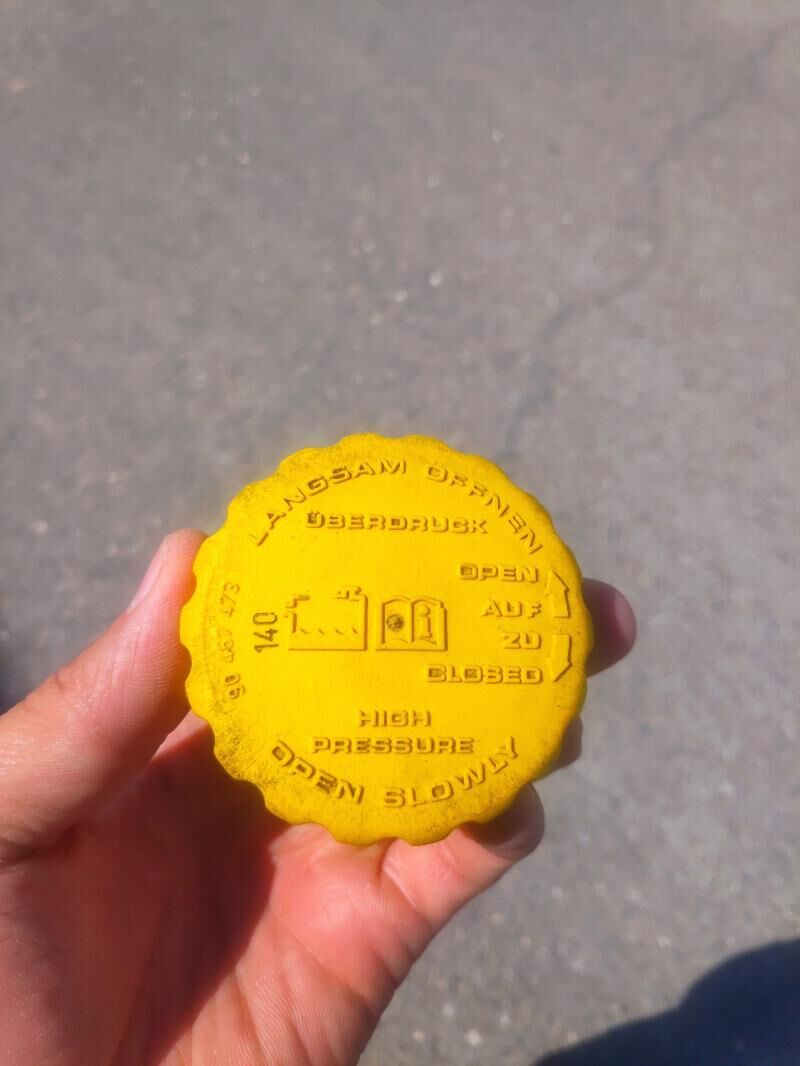 LANGSAM ÖFFNEN
ÜBERDRUCK
OPEN
AUF
ZU
CLOSED
140
90 467 473
HIGH
PRESSURE
OPEN SLOWLY